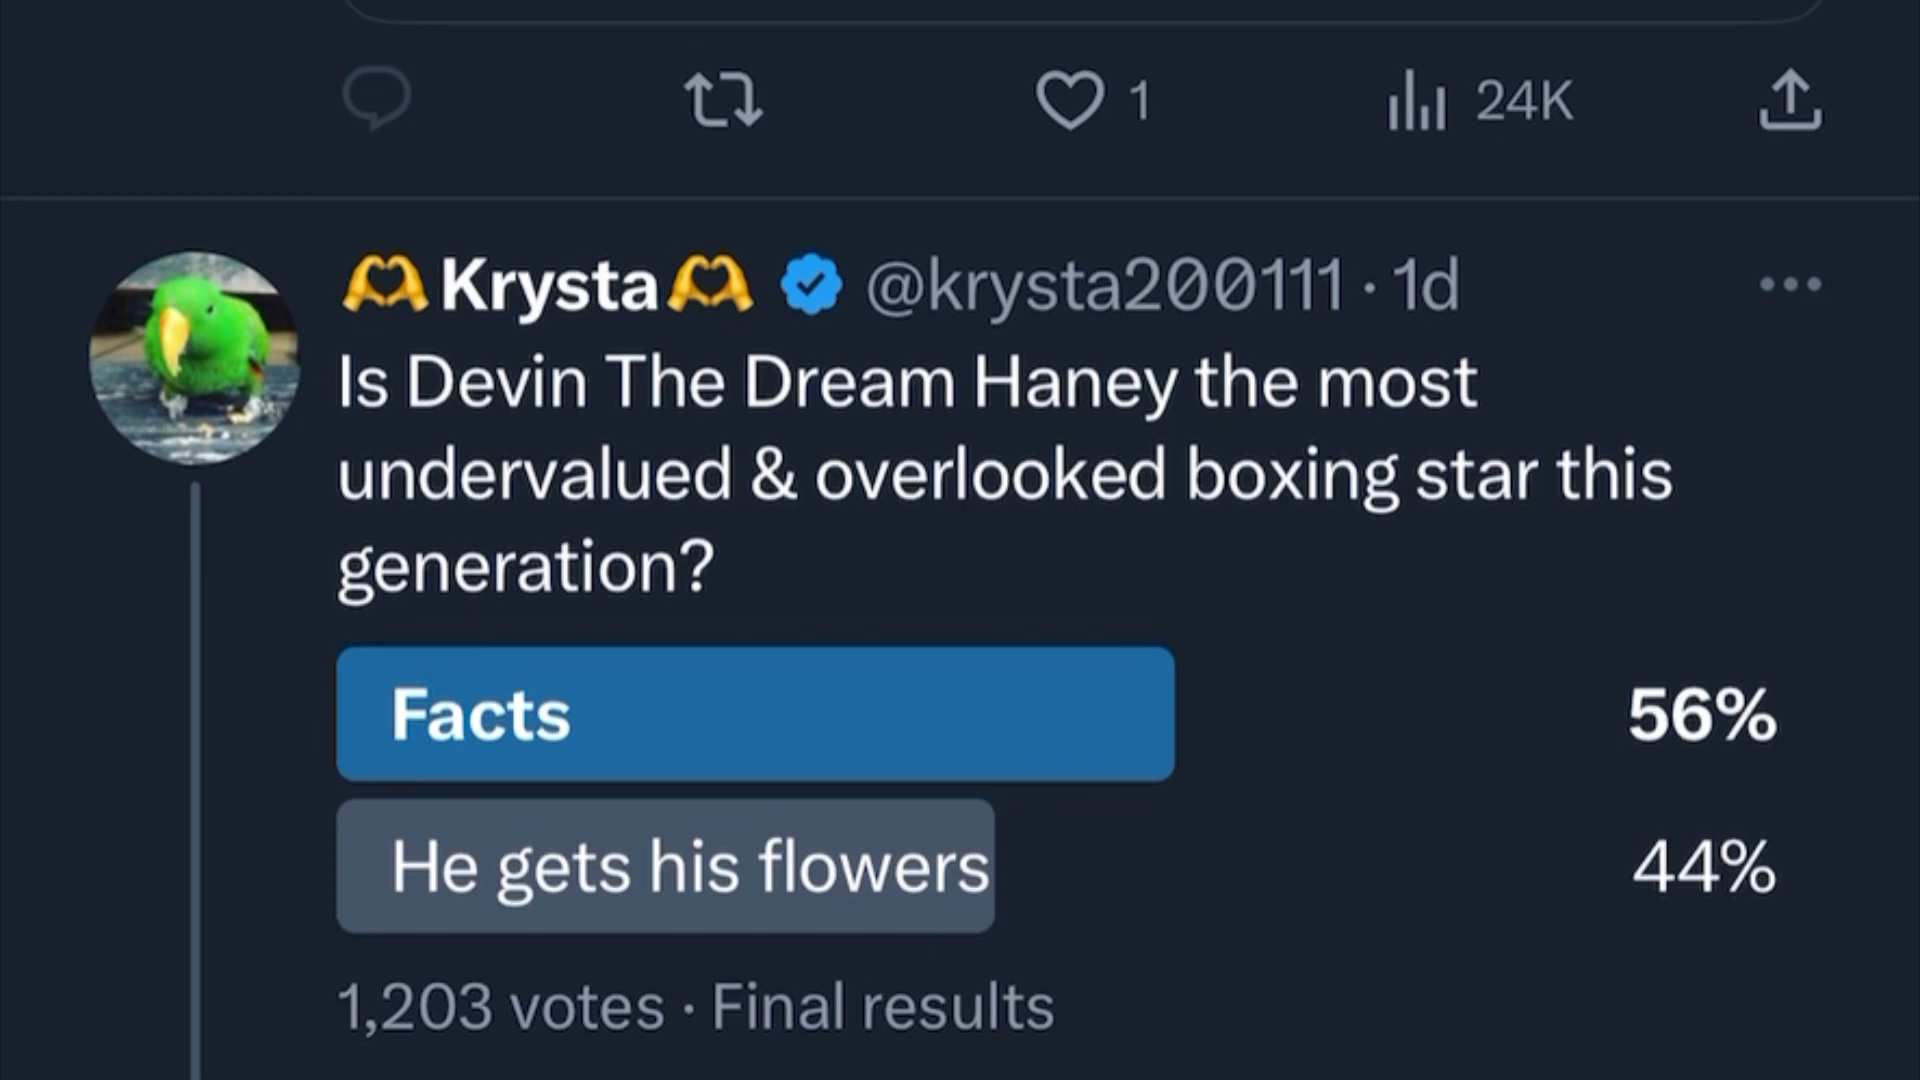 1 24K
🫶Krysta🫶 @krysta200111 · 1d
Is Devin The Dream Haney the most
undervalued & overlooked boxing star this
generation?
Facts 56%
He gets his flowers 44%
1,203 votes · Final results